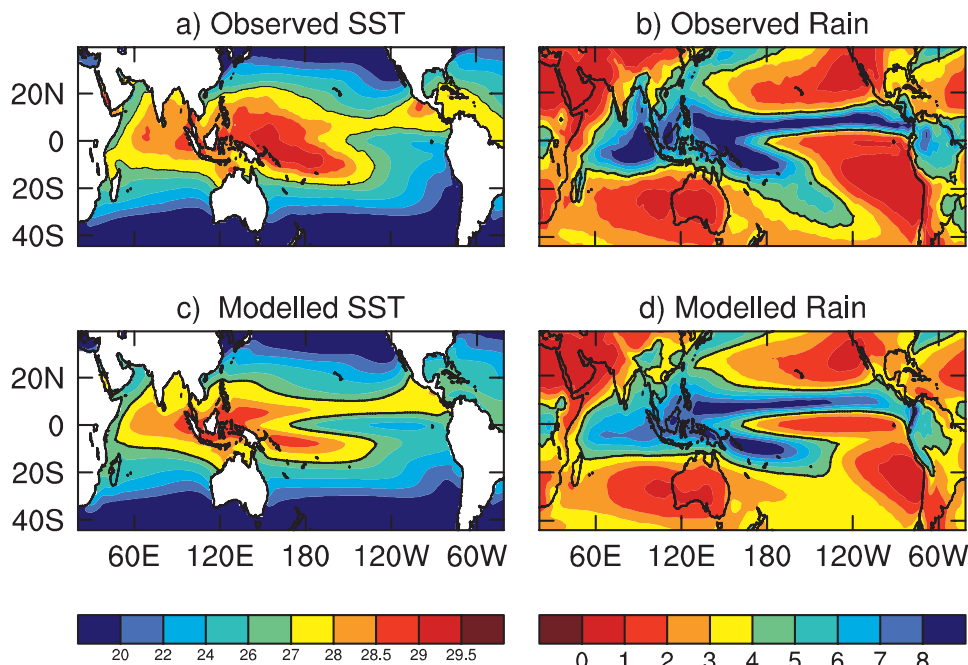 a) Observed SST
b) Observed Rain
20N
0
20S
40S
c) Modelled SST
d) Modelled Rain
20N
0
20S
40S
60E 120E 180 120W 60W
60E 120E 180 120W 60W
20 22 24 26 27 28 28.5 29 29.5
0 1 2 3 4 5 6 7 8